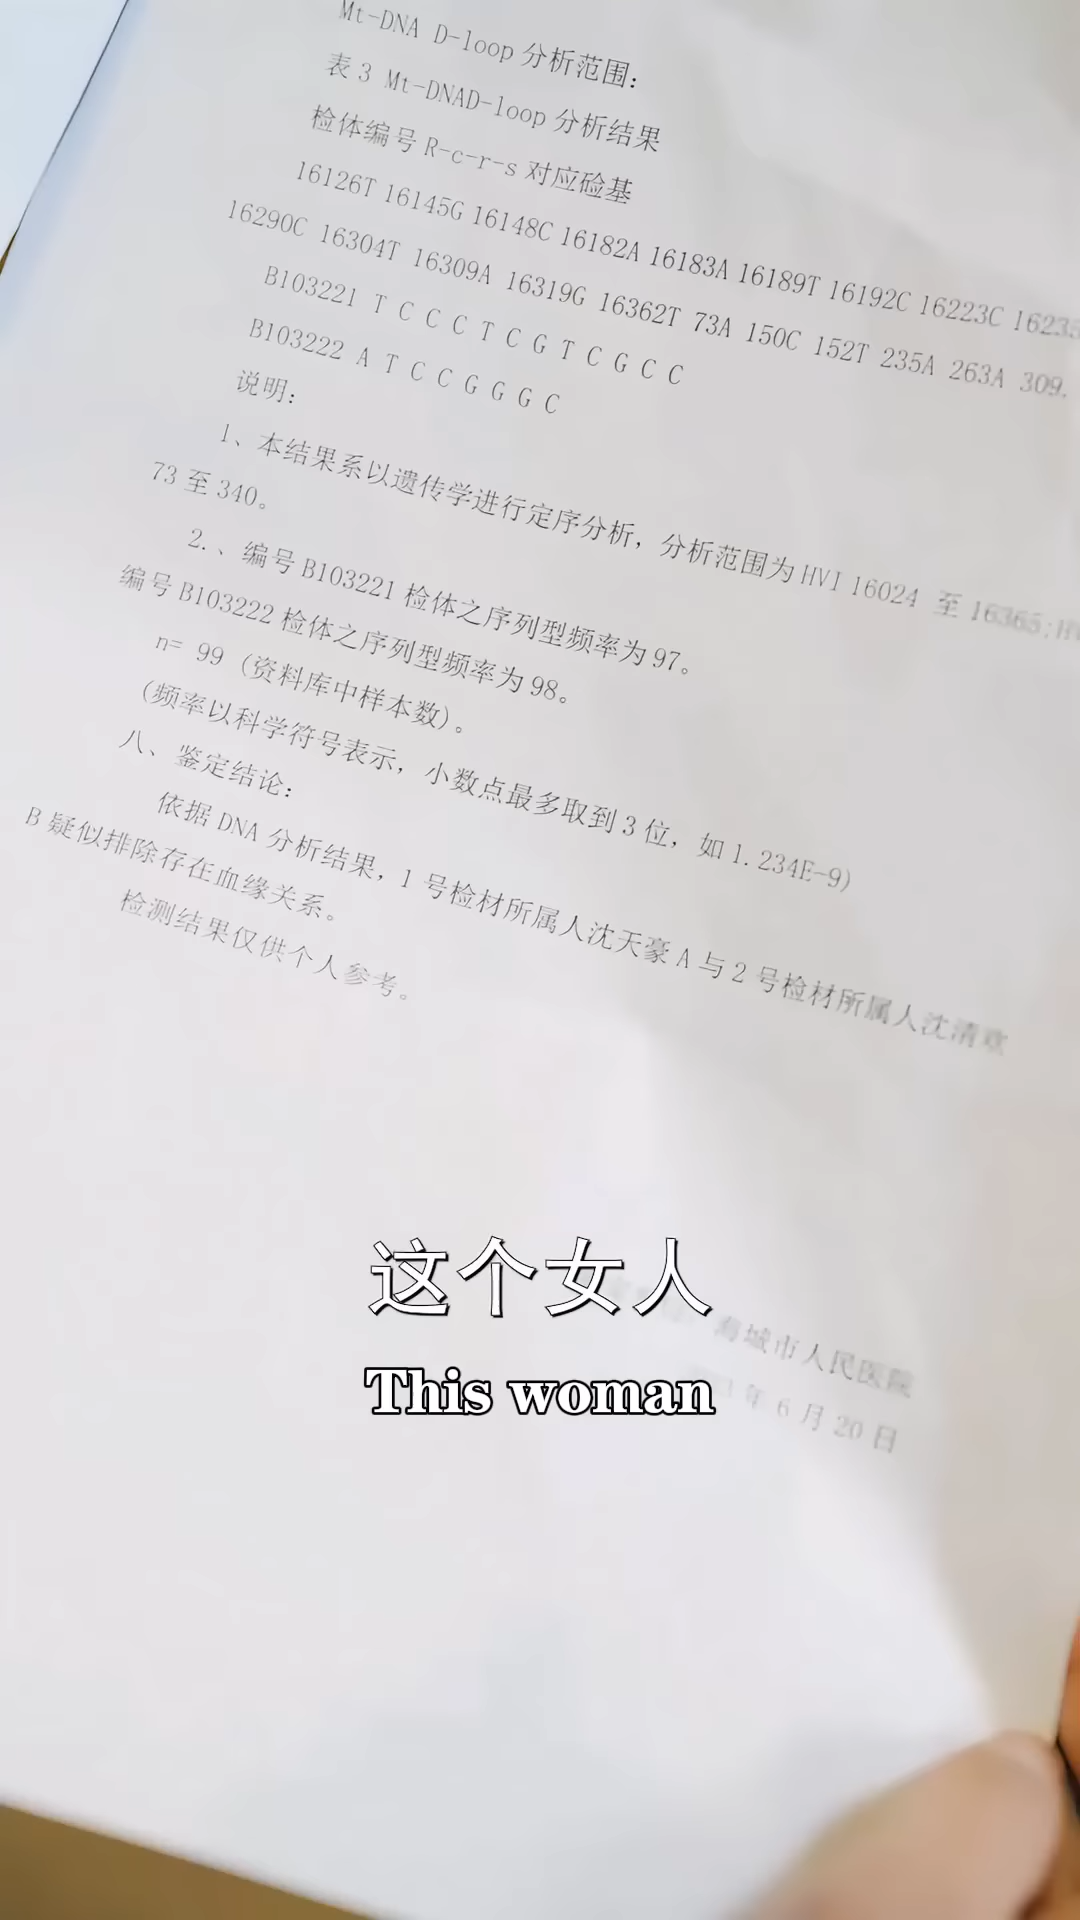 Mt-DNA D-loop 分析范围:
表 3 Mt-DNAD-loop 分析结果
检体编号 R-c-r-s 对应硷基
16126T 16145G 16148C 16182A 16183A 16189T 16192C 16223C 16235
16290C 16304T 16309A 16319G 16362T 73A 150C 152T 235A 263A 309.
B103221 T C C C T C G T C G C C
B103222 A T C C G G G C
说明:
1、本结果系以遗传学进行定序分析，分析范围为 HVI 16024 至 16365;
73 至 340。
2.、编号 B103221 检体之序列型频率为 97。
编号 B103222 检体之序列型频率为 98。
n= 99 (资料库中样本数)。
(频率以科学符号表示，小数点最多取到 3 位，如 1.234E-9)
八、鉴定结论:
依据 DNA 分析结果，1 号检材所属人沈天豪 A 与 2 号检材所属人沈清欢
B 疑似排除存在血缘关系。
检测结果仅供个人参考。
这个女人
海城市人民医院
This woman
年 6 月 20 日